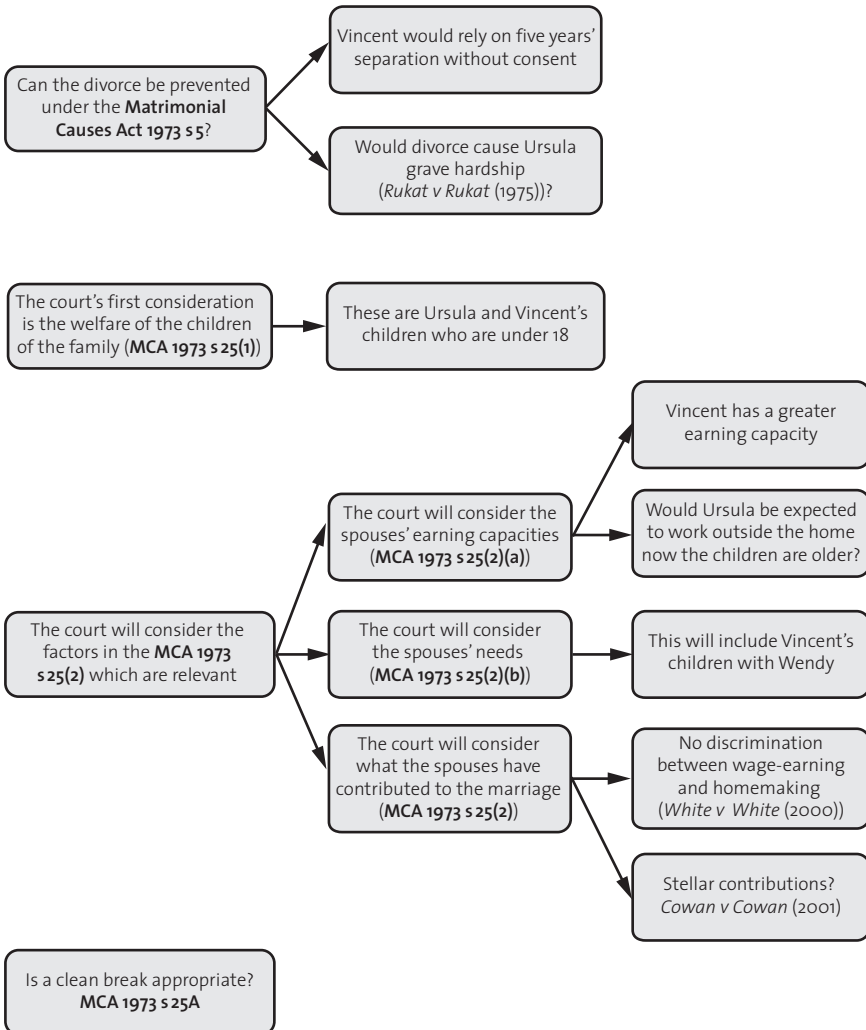 Can the divorce be prevented
under the Matrimonial
Causes Act 1973 s 5?
Vincent would rely on five years’
separation without consent
Would divorce cause Ursula
grave hardship
(Rukat v Rukat (1975))?
The court’s first consideration
is the welfare of the children
of the family (MCA 1973 s 25(1))
These are Ursula and Vincent’s
children who are under 18
The court will consider the
factors in the MCA 1973
s 25(2) which are relevant
The court will consider the
spouses’ earning capacities
(MCA 1973 s 25(2)(a))
Vincent has a greater
earning capacity
Would Ursula be expected
to work outside the home
now the children are older?
The court will consider
the spouses’ needs
(MCA 1973 s 25(2)(b))
This will include Vincent’s
children with Wendy
The court will consider
what the spouses have
contributed to the marriage
(MCA 1973 s 25(2))
No discrimination
between wage-earning
and homemaking
(White v White (2000))
Stellar contributions?
Cowan v Cowan (2001)
Is a clean break appropriate?
MCA 1973 s 25A